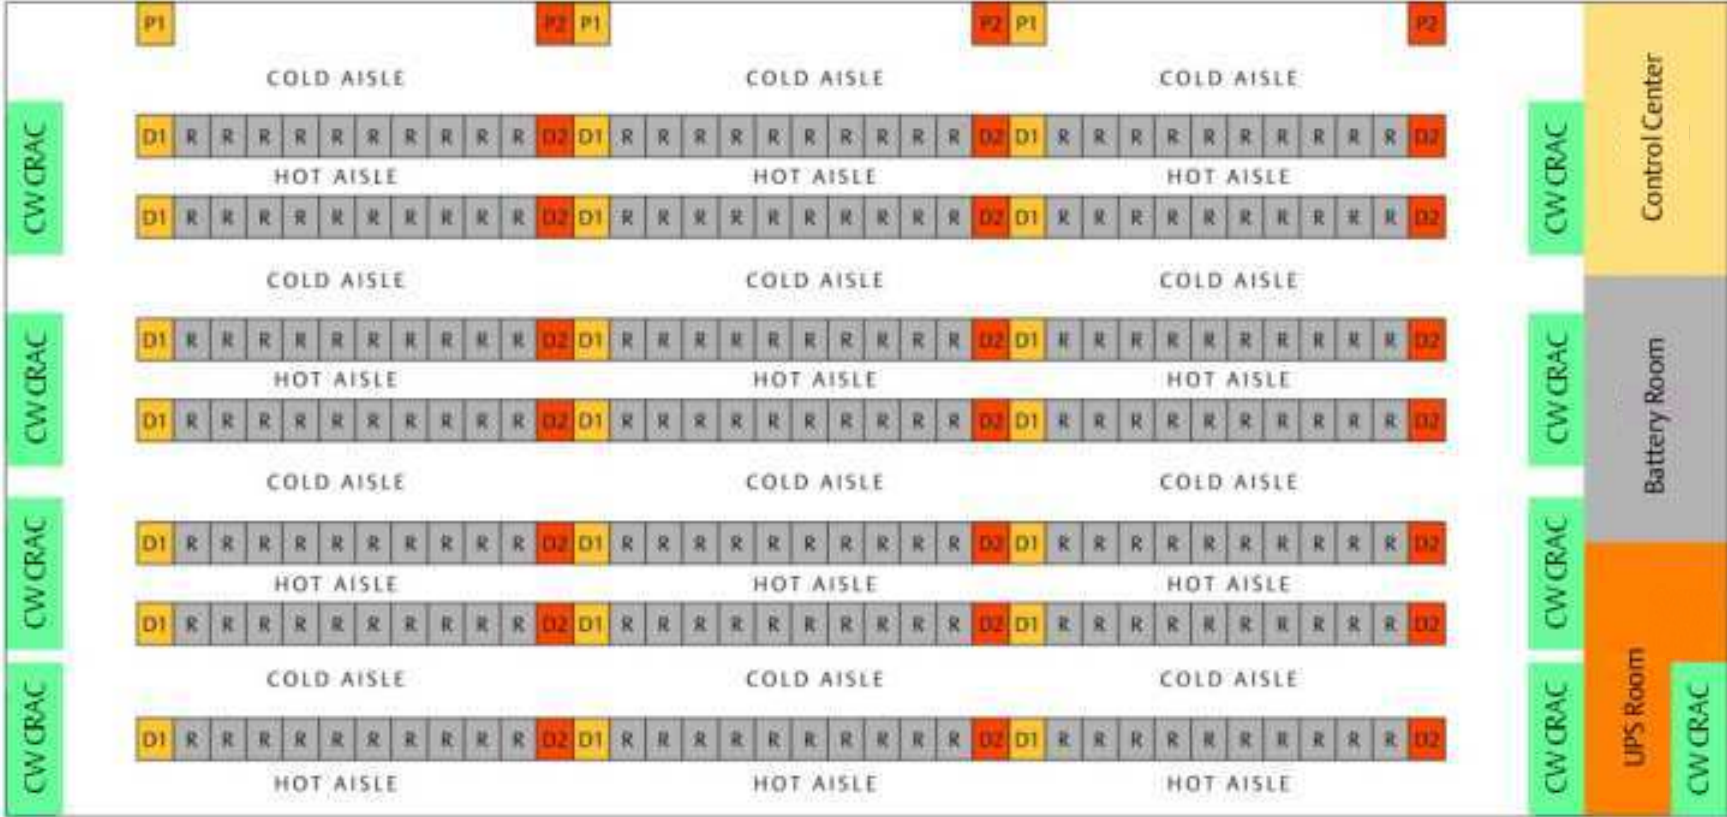 P1 P2 P1 P2 P1 P2
COLD AISLE COLD AISLE COLD AISLE
D1 R R R R R R R R R R D2 D1 R R R R R R R R R R D2 D1 R R R R R R R R R R D2
HOT AISLE HOT AISLE HOT AISLE
D1 R R R R R R R R R R D2 D1 R R R R R R R R R R D2 D1 R R R R R R R R R R D2
COLD AISLE COLD AISLE COLD AISLE
D1 R R R R R R R R R R D2 D1 R R R R R R R R R R D2 D1 R R R R R R R R R R D2
HOT AISLE HOT AISLE HOT AISLE
D1 R R R R R R R R R R D2 D1 R R R R R R R R R R D2 D1 R R R R R R R R R R D2
COLD AISLE COLD AISLE COLD AISLE
D1 R R R R R R R R R R D2 D1 R R R R R R R R R R D2 D1 R R R R R R R R R R D2
HOT AISLE HOT AISLE HOT AISLE
D1 R R R R R R R R R R D2 D1 R R R R R R R R R R D2 D1 R R R R R R R R R R D2
COLD AISLE COLD AISLE COLD AISLE
D1 R R R R R R R R R R D2 D1 R R R R R R R R R R D2 D1 R R R R R R R R R R D2
HOT AISLE HOT AISLE HOT AISLE
CW CRAC
CW CRAC
CW CRAC
CW CRAC
CW CRAC
CW CRAC
CW CRAC
CW CRAC
Control Center
Battery Room
UPS Room
CW CRAC